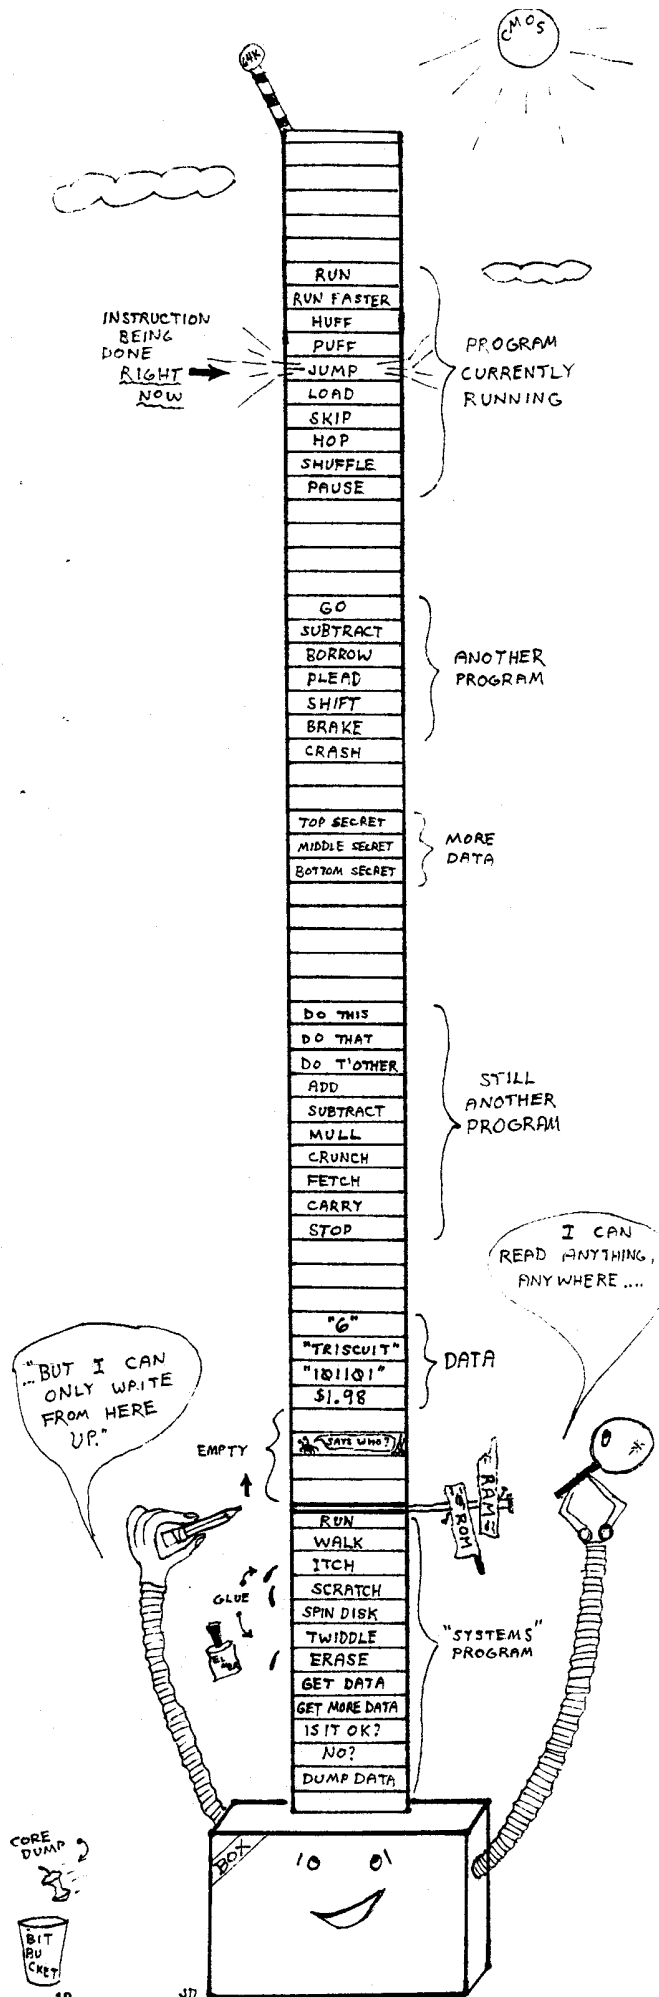 CMOS
64K
RUN
RUN FASTER
HUFF
PUFF
JUMP
LOAD
SKIP
HOP
SHUFFLE
PAUSE
INSTRUCTION
BEING
DONE
RIGHT
NOW
PROGRAM
CURRENTLY
RUNNING
GO
SUBTRACT
BORROW
PLEAD
SHIFT
BRAKE
CRASH
ANOTHER
PROGRAM
TOP SECRET
MIDDLE SECRET
BOTTOM SECRET
MORE
DATA
DO THIS
DO THAT
DO T'OTHER
ADD
SUBTRACT
MULL
CRUNCH
FETCH
CARRY
STOP
STILL
ANOTHER
PROGRAM
I CAN
READ ANYTHING,
ANYWHERE....
"6"
"TRISCUIT"
"101101"
$1.98
DATA
"...BUT I CAN
ONLY WRITE
FROM HERE
UP."
EMPTY
SAYS WHO?
RAM
ROM
RUN
WALK
ITCH
SCRATCH
SPIN DISK
TWIDDLE
ERASE
GET DATA
GET MORE DATA
IS IT OK?
NO?
DUMP DATA
GLUE
"SYSTEMS"
PROGRAM
BOX
CORE
DUMP
BIT
BU
CKET